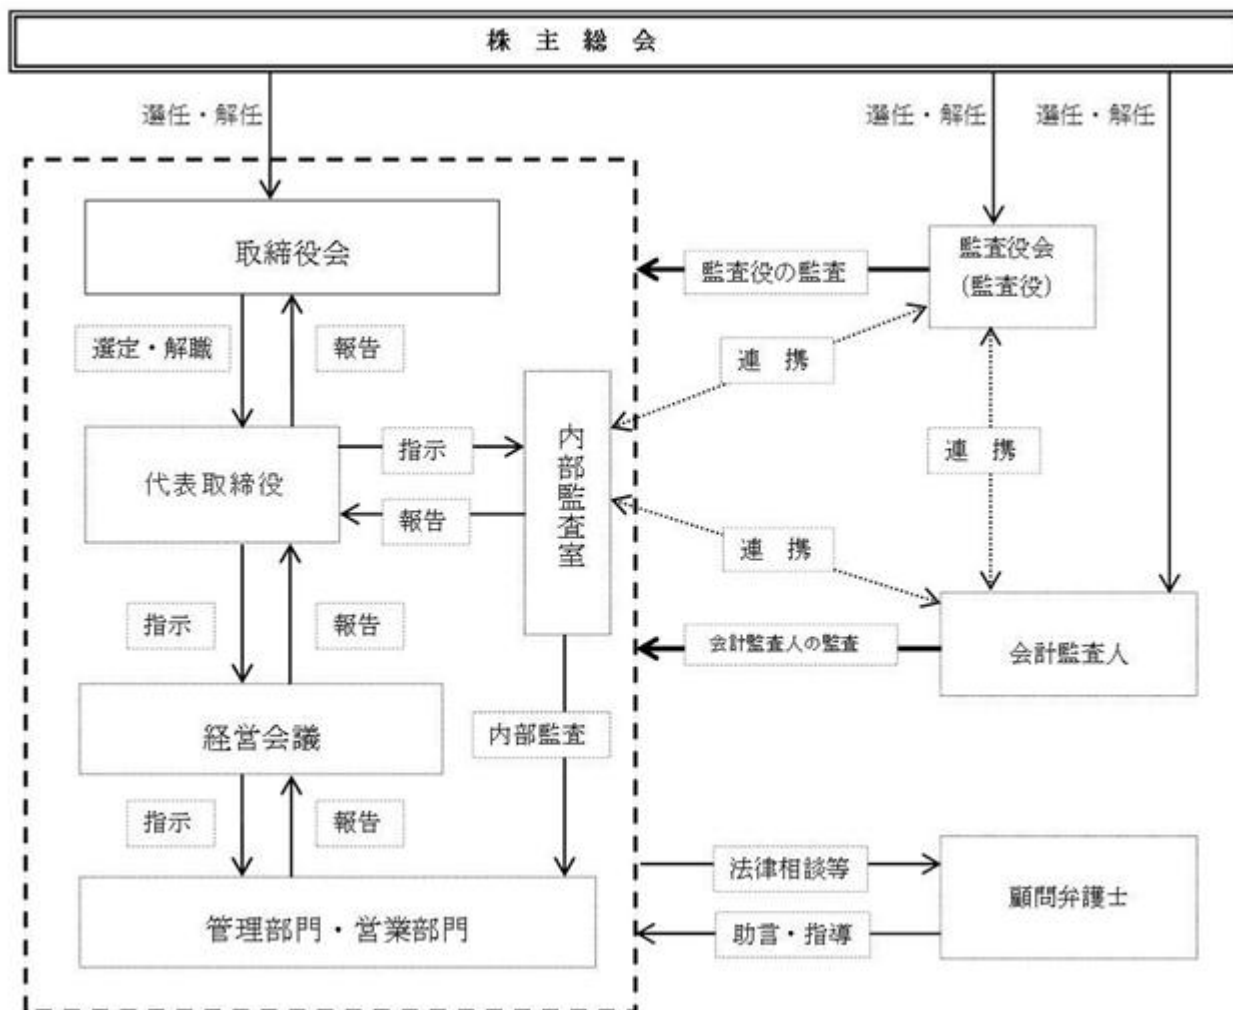 株 主 総 会
選任・解任
選任・解任
選任・解任
取締役会
監査役会
(監査役)
監査役の監査
選定・解職
報告
連 携
代表取締役
指示
報告
内部監査室
連 携
連 携
指示
報告
会計監査人の監査
会計監査人
経営会議
内部監査
指示
報告
法律相談等
顧問弁護士
助言・指導
管理部門・営業部門